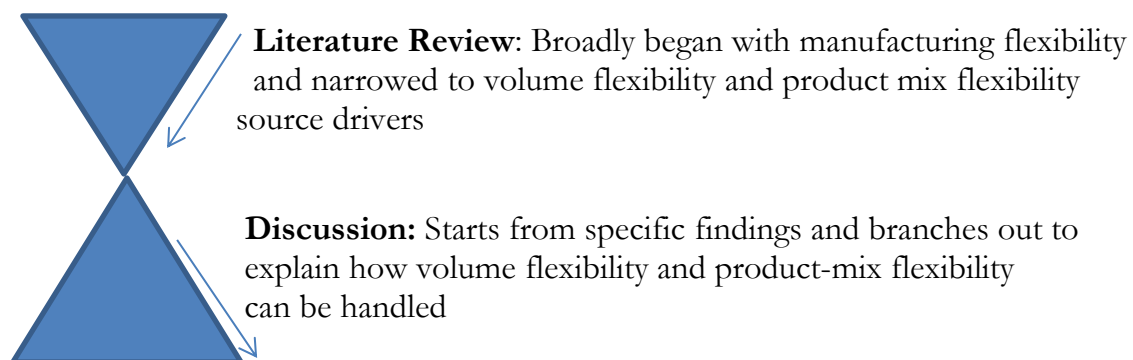 Literature Review: Broadly began with manufacturing flexibility
and narrowed to volume flexibility and product mix flexibility
source drivers
Discussion: Starts from specific findings and branches out to
explain how volume flexibility and product-mix flexibility
can be handled